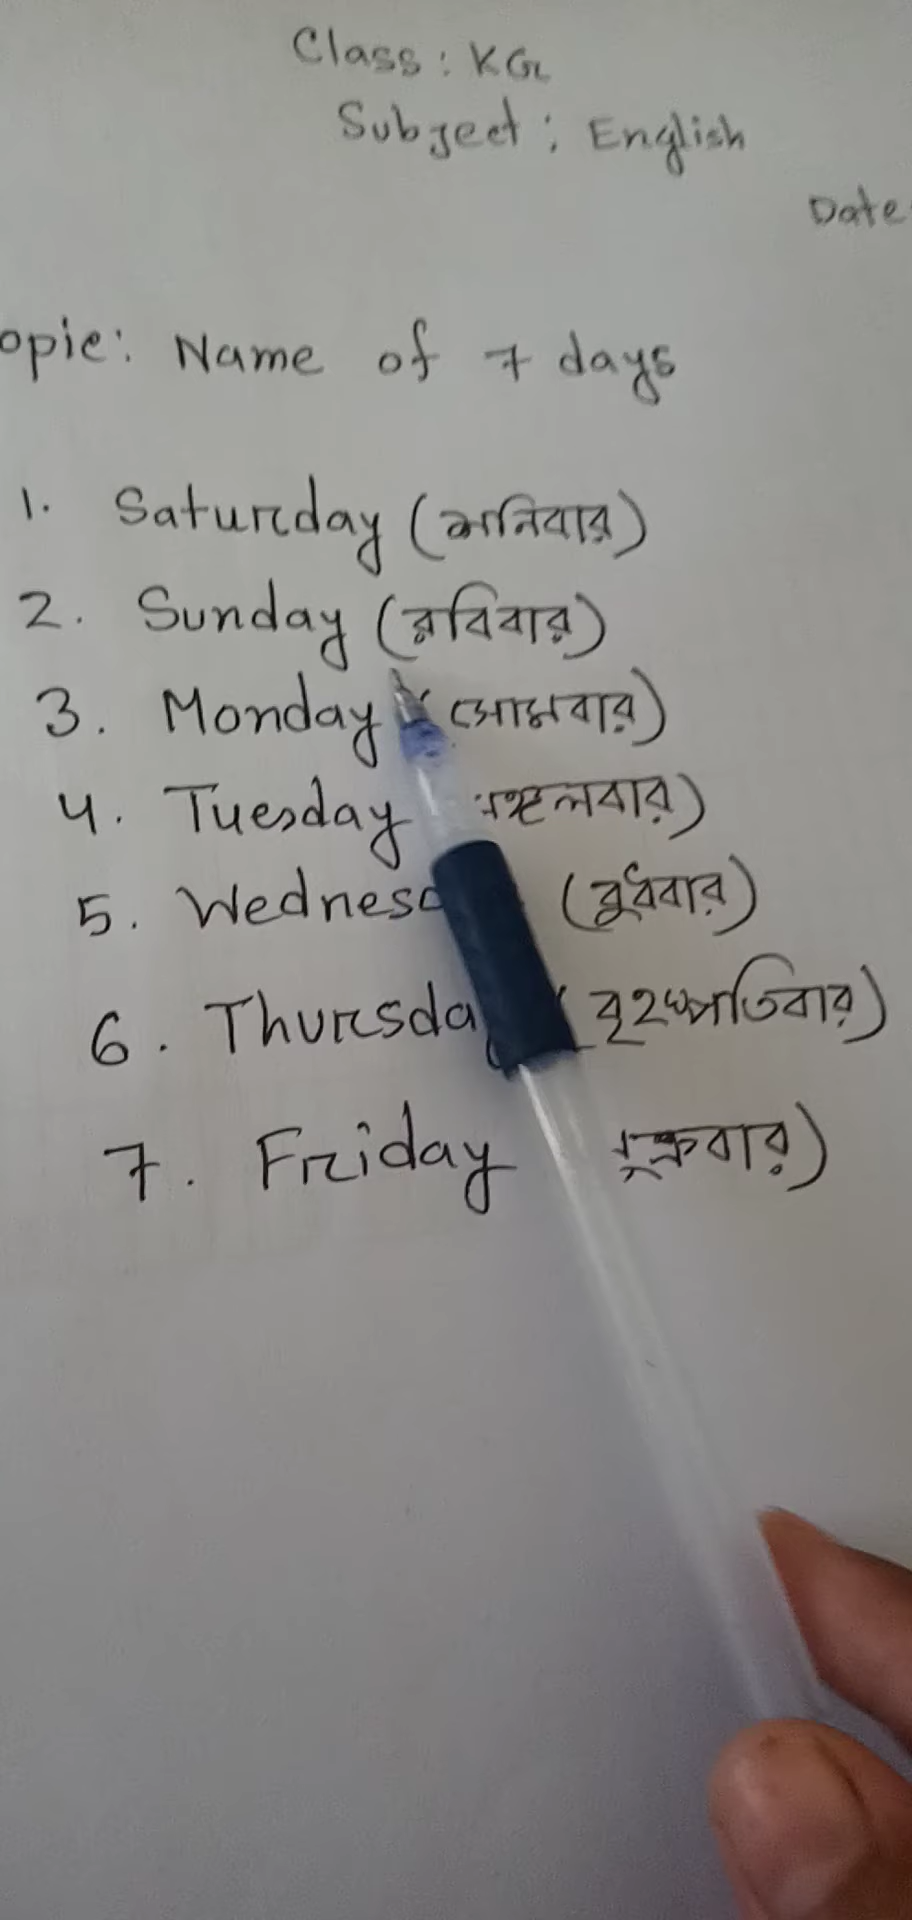 Class: KG
Subject: English
Date:
opic: Name of 7 days
1. Saturday (শনিবার)
2. Sunday (রবিবার)
3. Monday (সোমবার)
4. Tuesday মঙ্গলবার)
5. Wednesd (বুধবার)
6. Thursday (বৃহস্পতিবার)
7. Friday শুক্রবার)